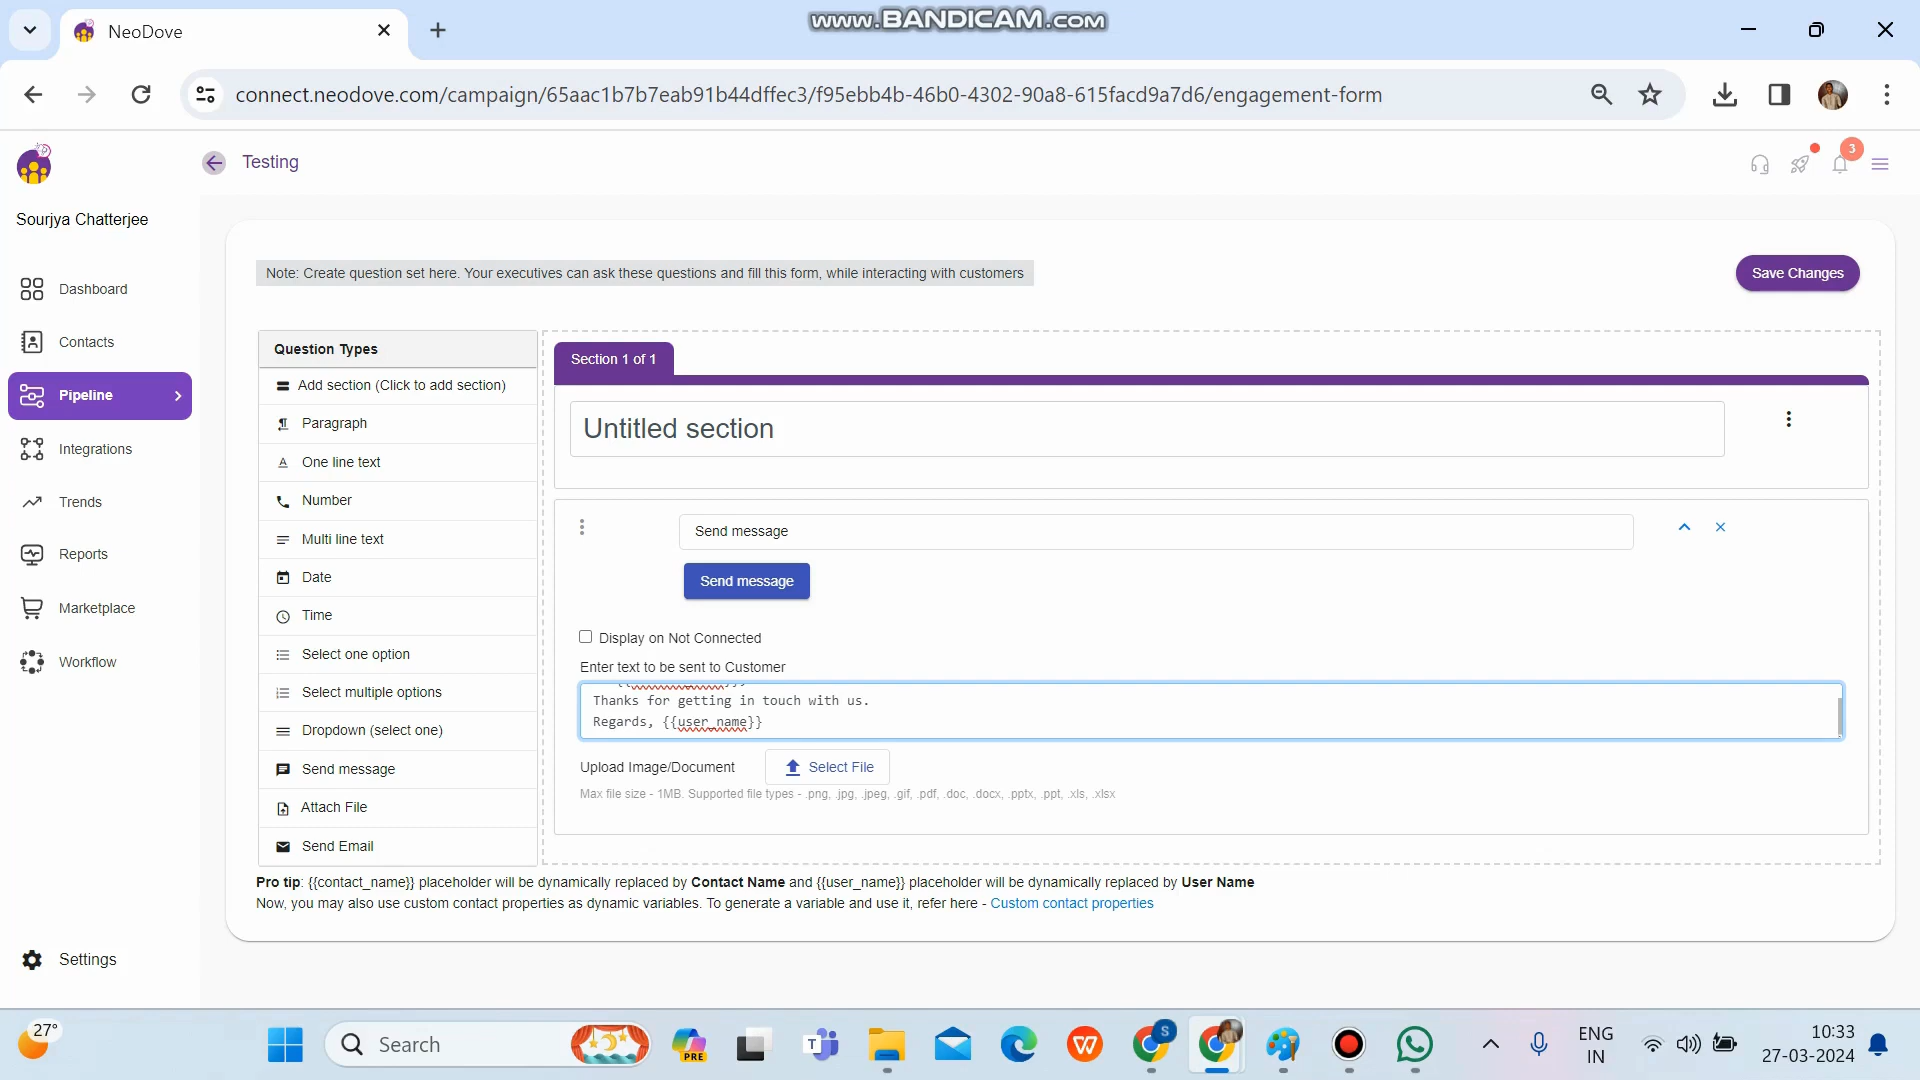 NeoDove
www.BANDICAM.com
connect.neodove.com/campaign/65aac1b7b7eab91b44dffec3/f95ebb4b-46b0-4302-90a8-615facd9a7d6/engagement-form
Testing
3
Sourjya Chatterjee
Dashboard
Contacts
Pipeline
Integrations
Trends
Reports
Marketplace
Workflow
Settings
Note: Create question set here. Your executives can ask these questions and fill this form, while interacting with customers
Save Changes
Question Types
Add section (Click to add section)
Paragraph
One line text
Number
Multi line text
Date
Time
Select one option
Select multiple options
Dropdown (select one)
Send message
Attach File
Send Email
Section 1 of 1
Untitled section
Send message
Send message
Display on Not Connected
Enter text to be sent to Customer
Thanks for getting in touch with us.
Regards, {{user_name}}
Upload Image/Document
Select File
Max file size - 1MB. Supported file types - .png, .jpg, .jpeg, .gif, .pdf, .doc, .docx, .pptx, .ppt, .xls, .xlsx
Pro tip: {{contact_name}} placeholder will be dynamically replaced by Contact Name and {{user_name}} placeholder will be dynamically replaced by User Name
Now, you may also use custom contact properties as dynamic variables. To generate a variable and use it, refer here - Custom contact properties
27°
Search
PRE
T
W
S
ENG
IN
10:33
27-03-2024